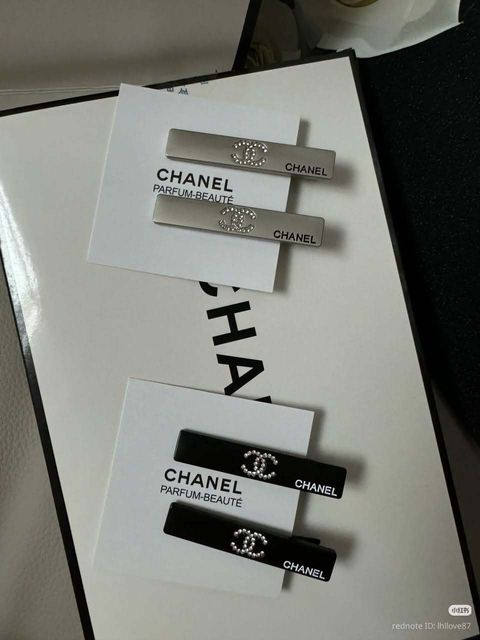 CHANEL
CHANEL
PARFUM-BEAUTÉ
CHANEL
CHA
CHANEL
CHANEL
PARFUM-BEAUTÉ
CHANEL
小红书
rednote ID: lhllove87